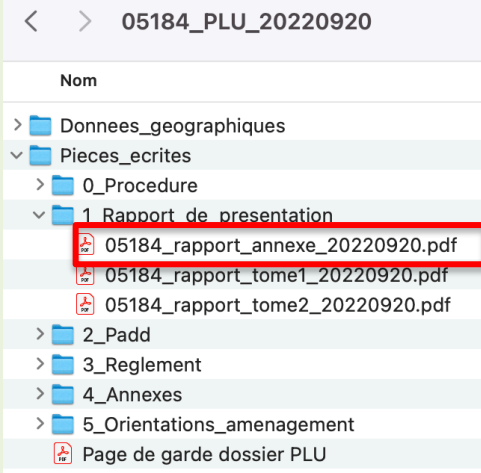 05184_PLU_20220920
Nom
Donnees_geographiques
Pieces_ecrites
0_Procedure
1_Rapport_de_presentation
05184_rapport_annexe_20220920.pdf
05184_rapport_tome1_20220920.pdf
05184_rapport_tome2_20220920.pdf
2_Padd
3_Reglement
4_Annexes
5_Orientations_amenagement
Page de garde dossier PLU